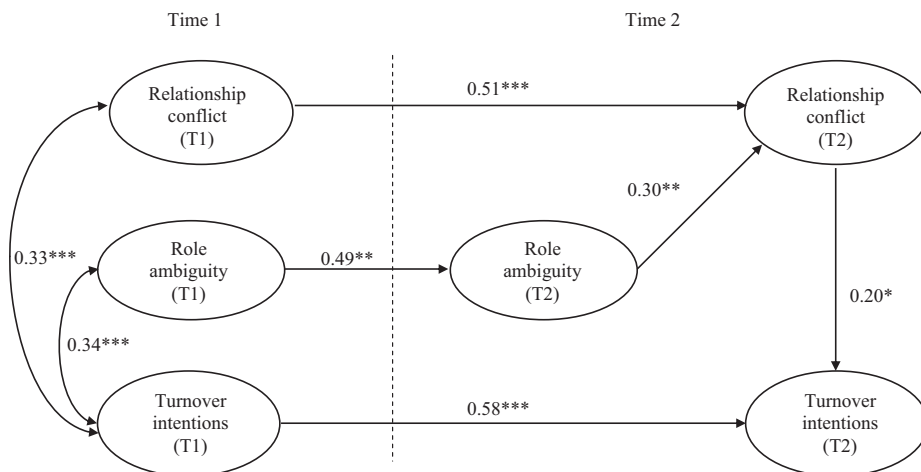 Time 1
Time 2
Relationship
conflict
(T1)
0.51***
Relationship
conflict
(T2)
0.30**
0.33***
Role
ambiguity
(T1)
0.49**
Role
ambiguity
(T2)
0.20*
0.34***
Turnover
intentions
(T1)
0.58***
Turnover
intentions
(T2)